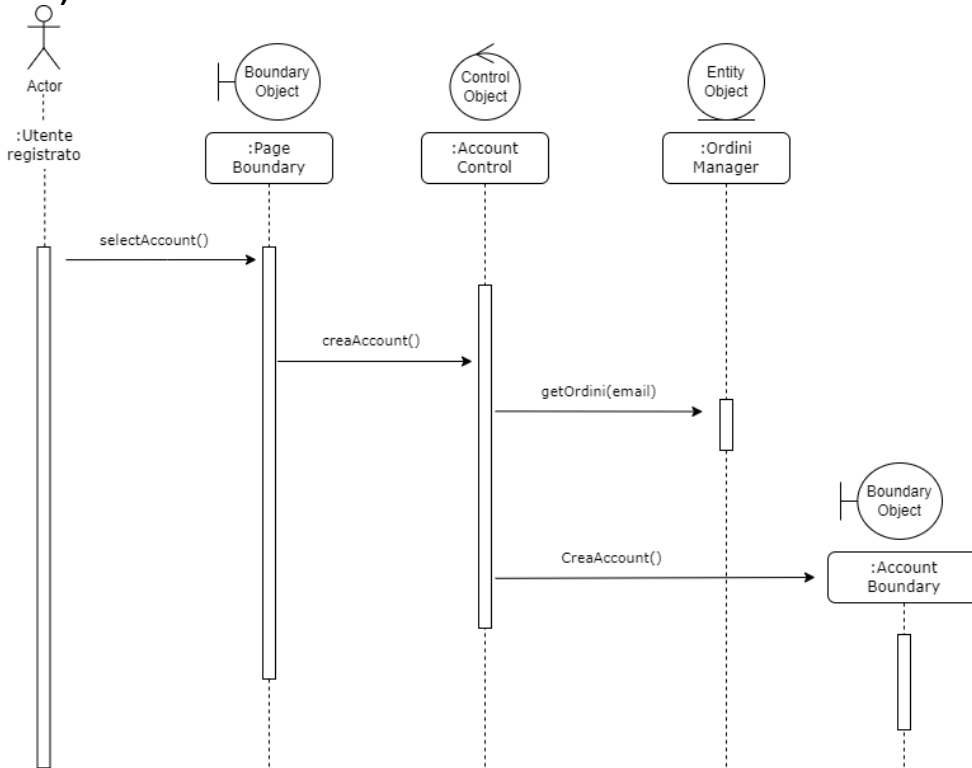 Actor
:Utente
registrato
Boundary
Object
:Page
Boundary
Control
Object
:Account
Control
Entity
Object
:Ordini
Manager
selectAccount()
creaAccount()
getOrdini(email)
Boundary
Object
CreaAccount()
:Account
Boundary